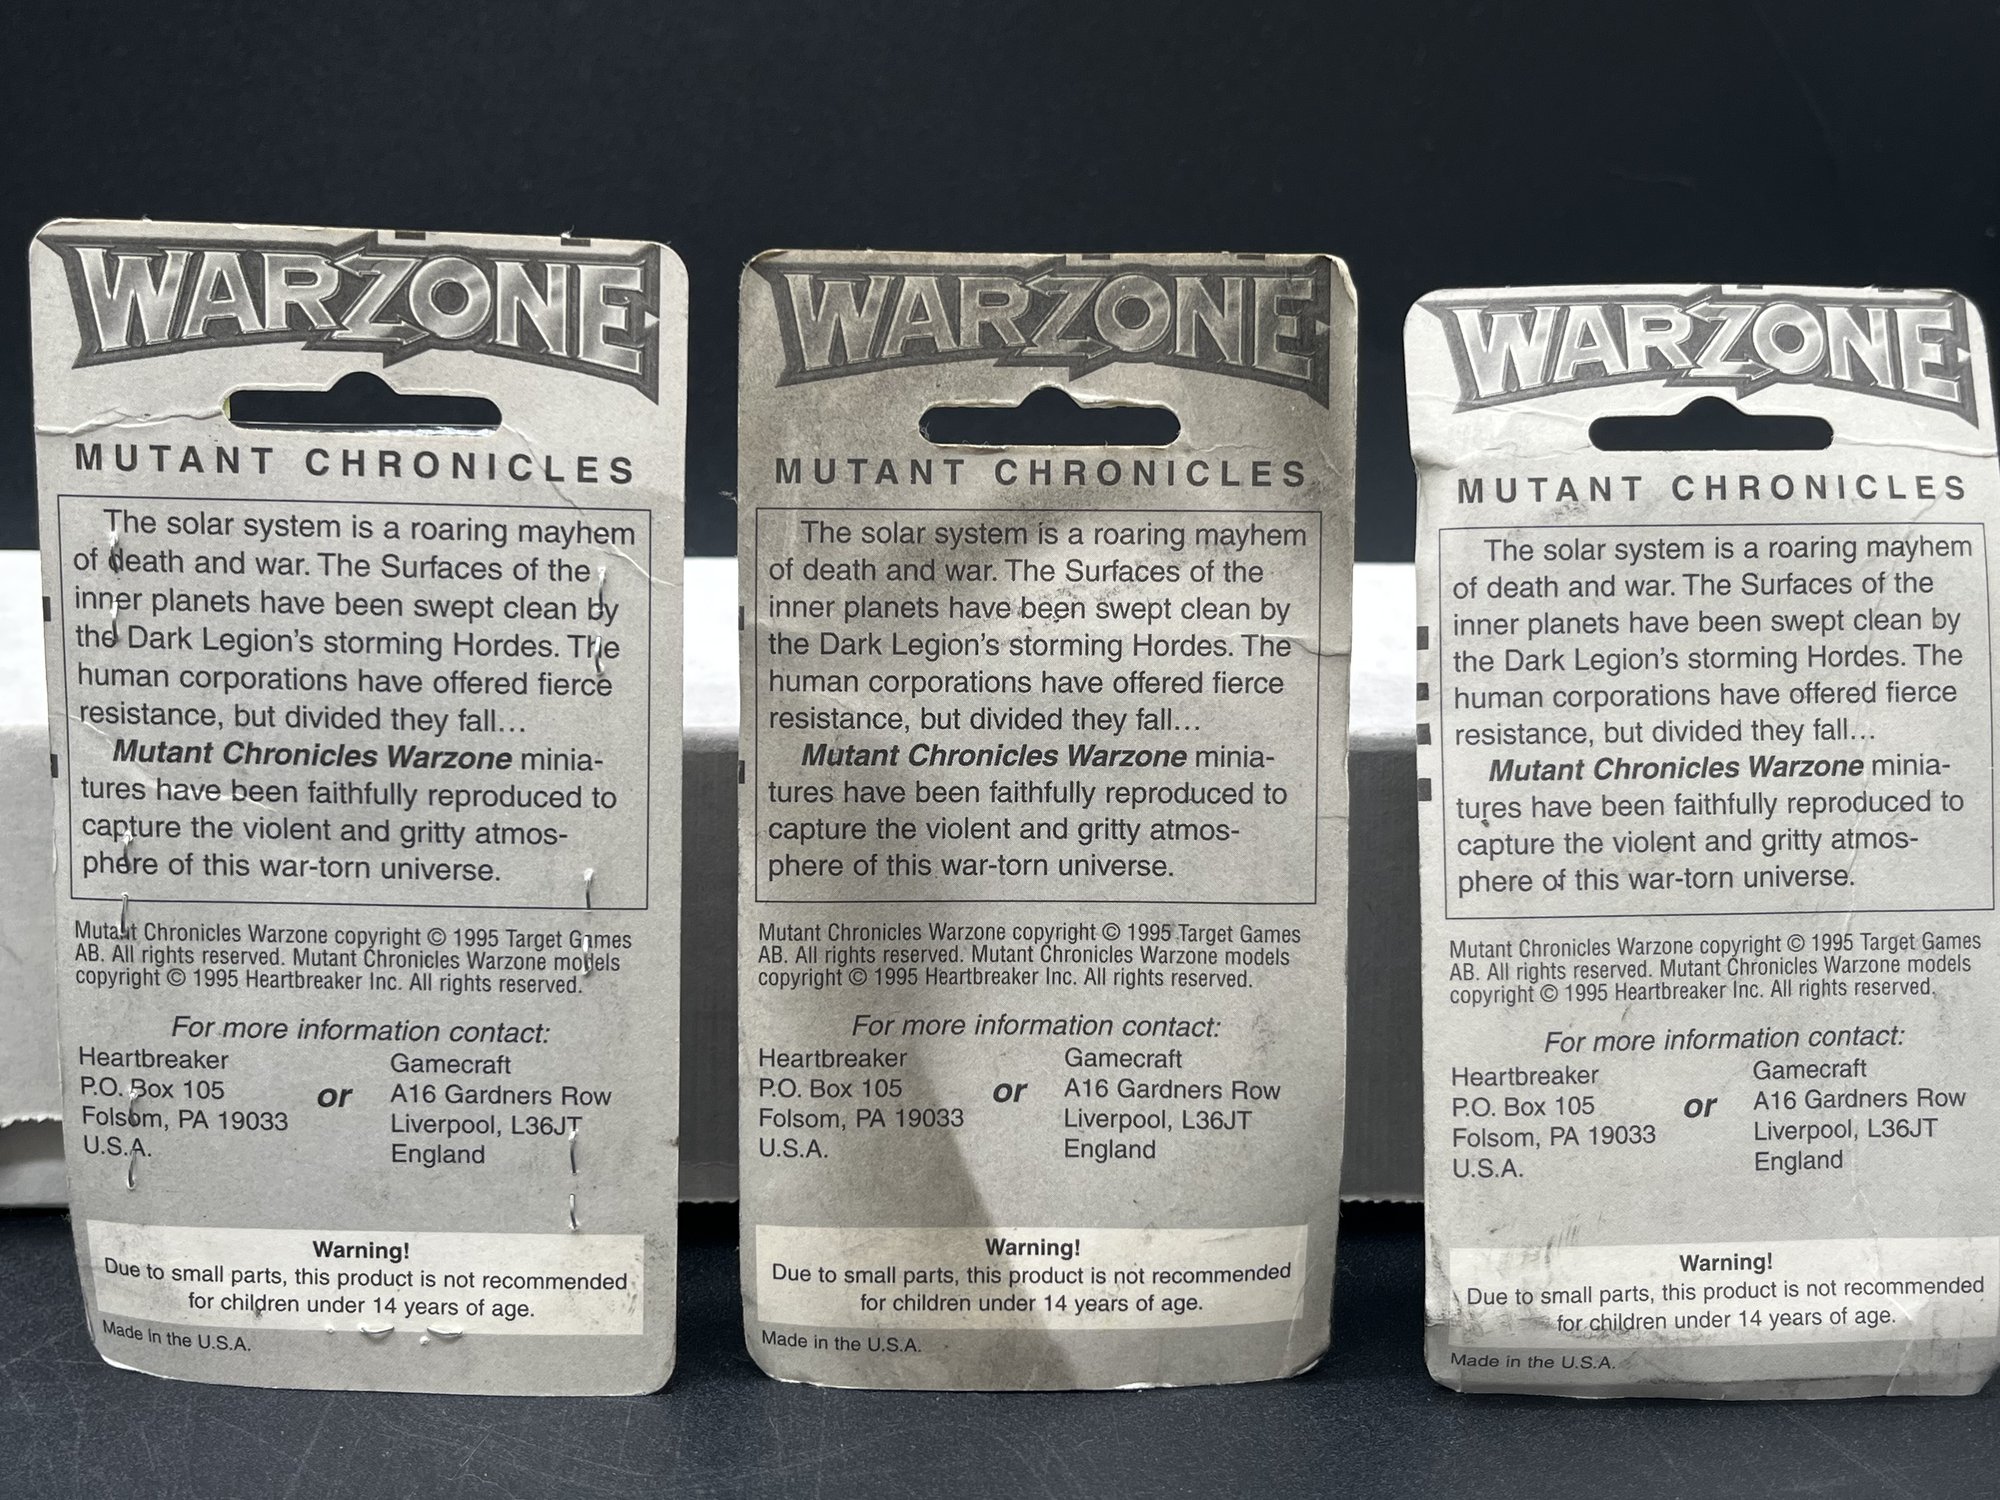 WARZONE
MUTANT CHRONICLES
The solar system is a roaring mayhem
of death and war. The Surfaces of the
inner planets have been swept clean by
the Dark Legion's storming Hordes. The
human corporations have offered fierce
resistance, but divided they fall...
Mutant Chronicles Warzone minia-
tures have been faithfully reproduced to
capture the violent and gritty atmos-
phere of this war-torn universe.
Mutant Chronicles Warzone copyright © 1995 Target Games
AB. All rights reserved. Mutant Chronicles Warzone models
copyright © 1995 Heartbreaker Inc. All rights reserved.
For more information contact:
Heartbreaker
P.O. Box 105
Folsom, PA 19033
U.S.A.
or
Gamecraft
A16 Gardners Row
Liverpool, L36JT
England
Warning!
Due to small parts, this product is not recommended
for children under 14 years of age.
Made in the U.S.A.
WARZONE
MUTANT CHRONICLES
The solar system is a roaring mayhem
of death and war. The Surfaces of the
inner planets have been swept clean by
the Dark Legion's storming Hordes. The
human corporations have offered fierce
resistance, but divided they fall...
Mutant Chronicles Warzone minia-
tures have been faithfully reproduced to
capture the violent and gritty atmos-
phere of this war-torn universe.
Mutant Chronicles Warzone copyright © 1995 Target Games
AB. All rights reserved. Mutant Chronicles Warzone models
copyright © 1995 Heartbreaker Inc. All rights reserved.
For more information contact:
Heartbreaker
P.O. Box 105
Folsom, PA 19033
U.S.A.
or
Gamecraft
A16 Gardners Row
Liverpool, L36JT
England
Warning!
Due to small parts, this product is not recommended
for children under 14 years of age.
Made in the U.S.A.
WARZONE
MUTANT CHRONICLES
The solar system is a roaring mayhem
of death and war. The Surfaces of the
inner planets have been swept clean by
the Dark Legion's storming Hordes. The
human corporations have offered fierce
resistance, but divided they fall...
Mutant Chronicles Warzone minia-
tures have been faithfully reproduced to
capture the violent and gritty atmos-
phere of this war-torn universe.
Mutant Chronicles Warzone copyright © 1995 Target Games
AB. All rights reserved. Mutant Chronicles Warzone models
copyright © 1995 Heartbreaker Inc. All rights reserved.
For more information contact:
Heartbreaker
P.O. Box 105
Folsom, PA 19033
U.S.A.
or
Gamecraft
A16 Gardners Row
Liverpool, L36JT
England
Warning!
Due to small parts, this product is not recommended
for children under 14 years of age.
Made in the U.S.A.